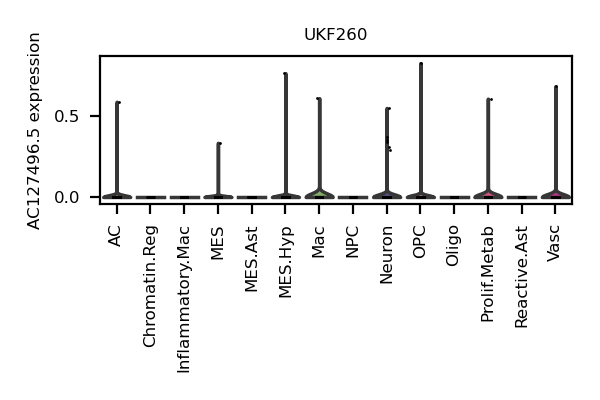 UKF260
AC127496.5 expression
0.5
0.0
AC
Chromatin.Reg
Inflammatory.Mac
MES
MES.Ast
MES.Hyp
Mac
NPC
Neuron
OPC
Oligo
Prolif.Metab
Reactive.Ast
Vasc